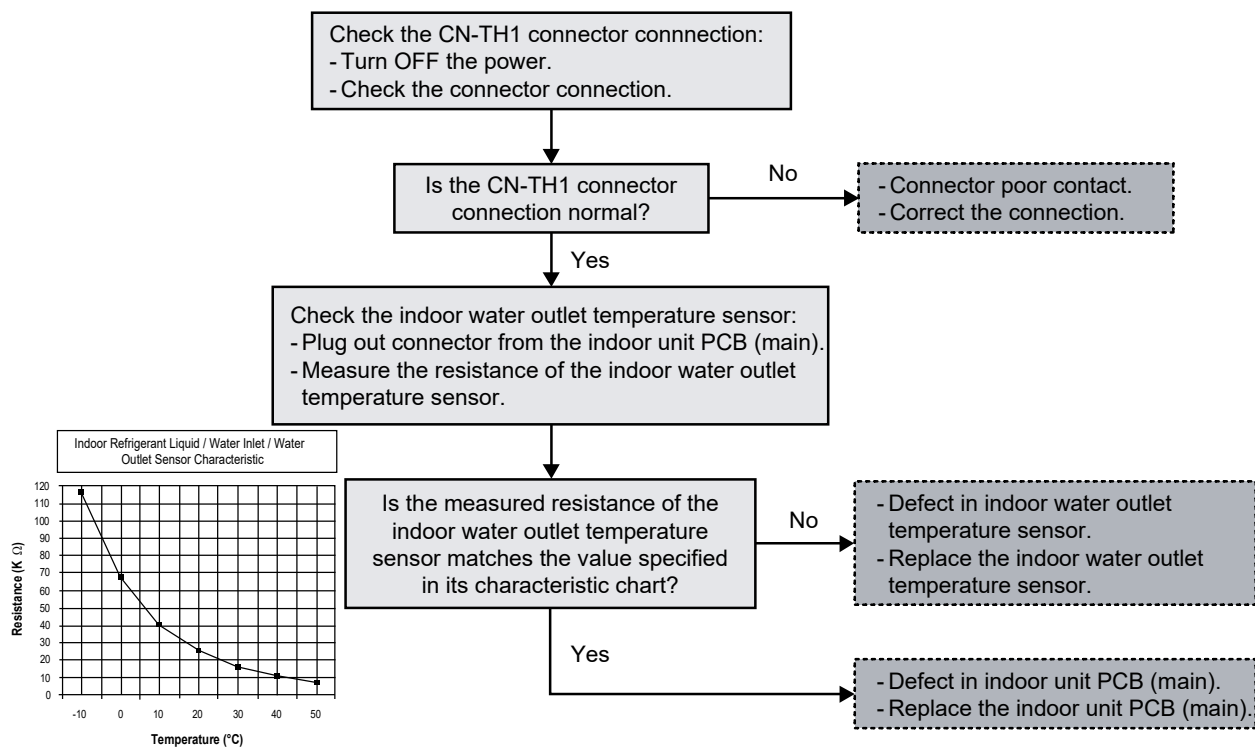 Check the CN-TH1 connector connnection:
- Turn OFF the power.
- Check the connector connection.
Is the CN-TH1 connector
connection normal?
No
- Connector poor contact.
- Correct the connection.
Yes
Check the indoor water outlet temperature sensor:
- Plug out connector from the indoor unit PCB (main).
- Measure the resistance of the indoor water outlet
temperature sensor.
Indoor Refrigerant Liquid / Water Inlet / Water
Outlet Sensor Characteristic
Resistance (K Ω)
120
110
100
90
80
70
60
50
40
30
20
10
0
-10 0 10 20 30 40 50
Temperature (°C)
Is the measured resistance of the
indoor water outlet temperature
sensor matches the value specified
in its characteristic chart?
No
- Defect in indoor water outlet
temperature sensor.
- Replace the indoor water outlet
temperature sensor.
Yes
- Defect in indoor unit PCB (main).
- Replace the indoor unit PCB (main).